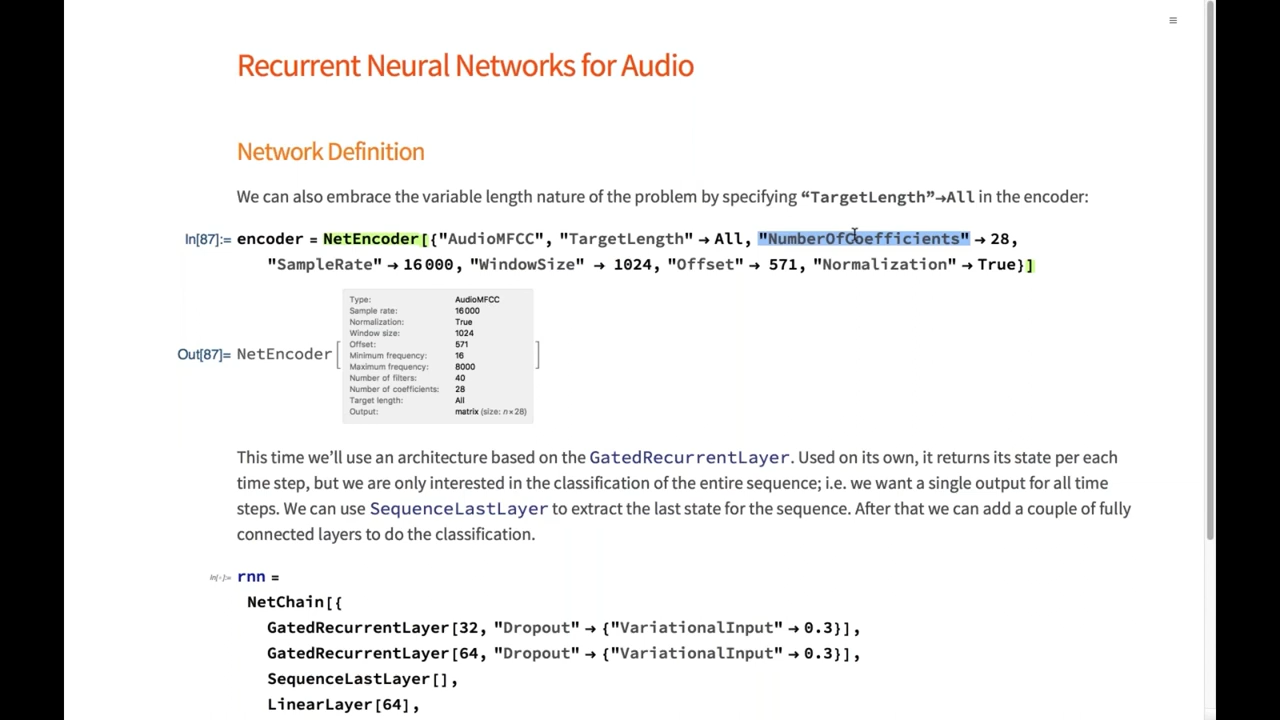 Recurrent Neural Networks for Audio
Network Definition
We can also embrace the variable length nature of the problem by specifying “TargetLength”→All in the encoder:
In[87]:= encoder = NetEncoder[{"AudioMFCC", "TargetLength" → All, "NumberOfCoefficients" → 28,
"SampleRate" → 16000, "WindowSize" → 1024, "Offset" → 571, "Normalization" → True}]
Type: AudioMFCC
Sample rate: 16000
Normalization: True
Window size: 1024
Offset: 571
Out[87]= NetEncoder[ ]
Minimum frequency: 16
Maximum frequency: 8000
Number of filters: 40
Number of coefficients: 28
Target length: All
Output: matrix (size: n×28)
This time we’ll use an architecture based on the GatedRecurrentLayer. Used on its own, it returns its state per each
time step, but we are only interested in the classification of the entire sequence; i.e. we want a single output for all time
steps. We can use SequenceLastLayer to extract the last state for the sequence. After that we can add a couple of fully
connected layers to do the classification.
In[•]:= rnn =
NetChain[{
GatedRecurrentLayer[32, "Dropout" → {"VariationalInput" → 0.3}],
GatedRecurrentLayer[64, "Dropout" → {"VariationalInput" → 0.3}],
SequenceLastLayer[],
LinearLayer[64],